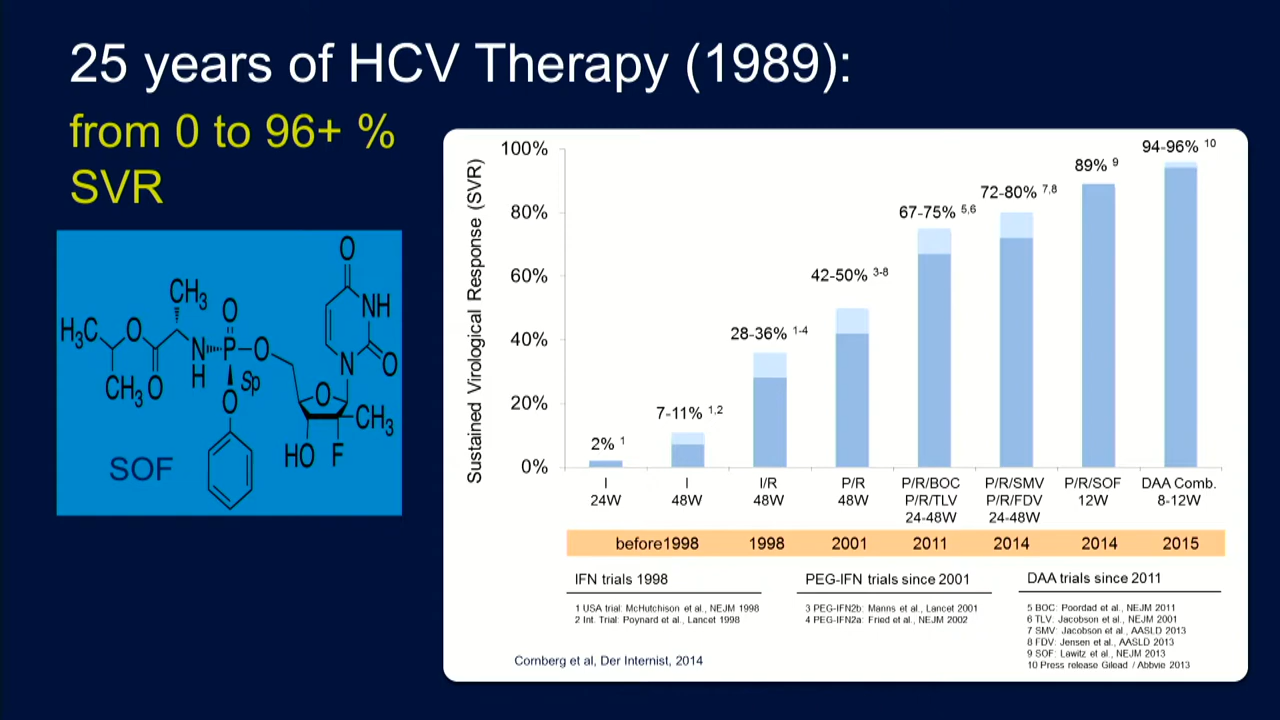 25 years of HCV Therapy (1989):
from 0 to 96+ %
SVR
O
CH3
O
NH
H3C
O
N
P
O
N
O
H
Sp
CH3
O
O
O
CH3
HO
F
SOF
Sustained Virological Response (SVR)
100%
80%
60%
40%
20%
0%
2% 1
7-11% 1,2
28-36% 1-4
42-50% 3-8
67-75% 5,6
72-80% 7,8
89% 9
94-96% 10
I
24W
I
48W
I/R
48W
P/R
48W
P/R/BOC
P/R/TLV
24-48W
P/R/SMV
P/R/FDV
24-48W
P/R/SOF
12W
DAA Comb.
8-12W
before1998 1998 2001 2011 2014 2014 2015
IFN trials 1998
1 USA trial: McHutchison et al., NEJM 1998
2 Int. Trial: Poynard et al., Lancet 1998
PEG-IFN trials since 2001
3 PEG-IFN2b: Manns et al., Lancet 2001
4 PEG-IFN2a: Fried et al., NEJM 2002
DAA trials since 2011
5 BOC: Poordad et al., NEJM 2011
6 TLV: Jacobson et al., NEJM 2001
7 SMV: Jacobson et al., AASLD 2013
8 FDV: Jensen et al., AASLD 2013
9 SOF: Lawitz et al., NEJM 2013
10 Press release Gilead / Abbvie 2013
Cornberg et al, Der Internist, 2014